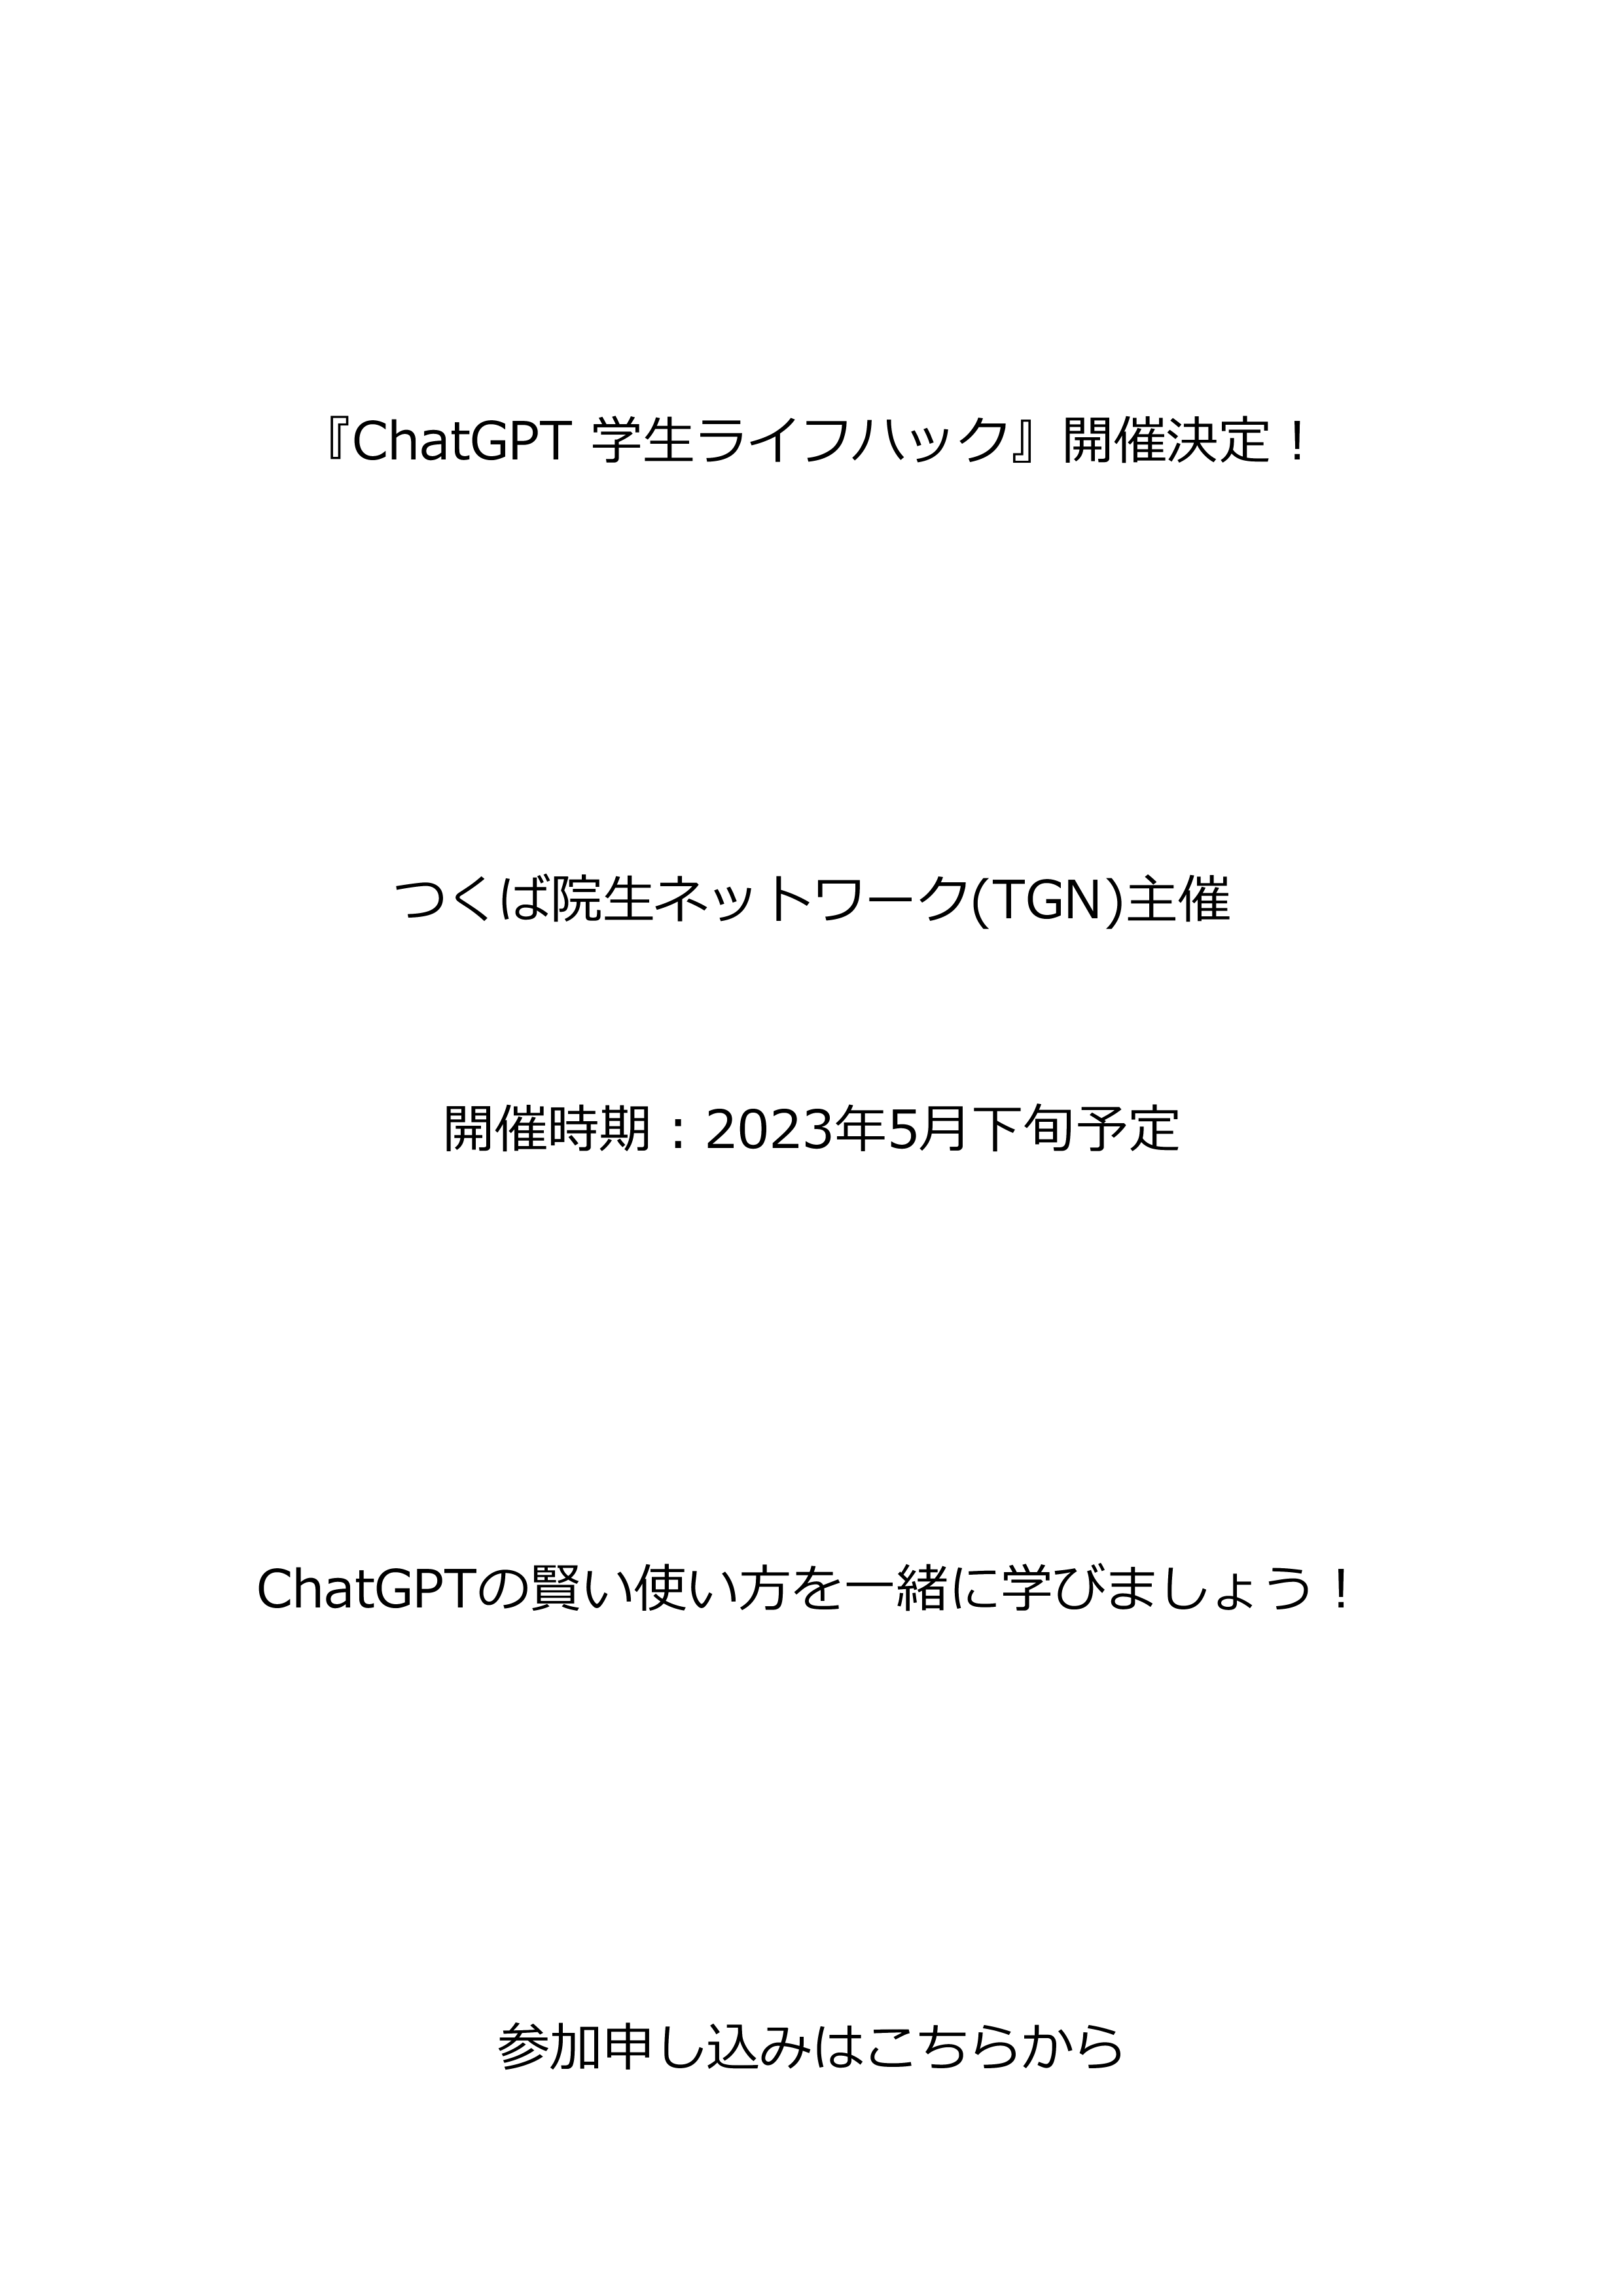 『ChatGPT 学生ライフハック』開催決定！
つくば院生ネットワーク(TGN)主催
開催時期：2023年5月下旬予定
ChatGPTの賢い使い方を一緒に学びましょう！
参加申し込みはこちらから